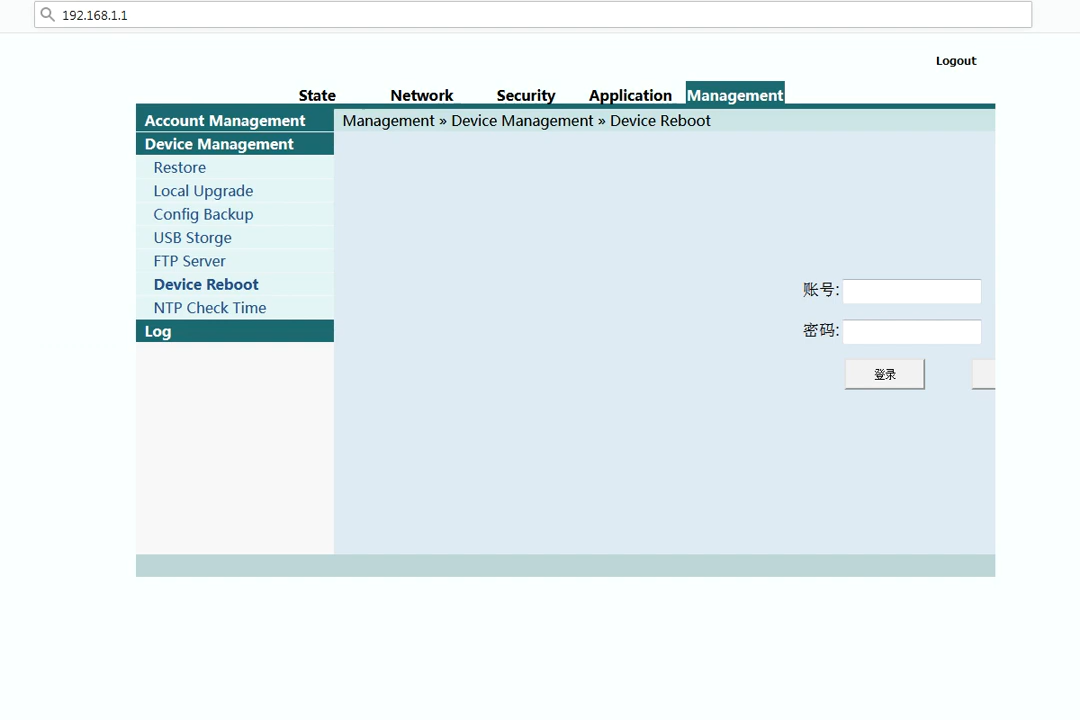 192.168.1.1
Logout
State Network Security Application Management
Account Management
Management » Device Management » Device Reboot
Device Management
Restore
Local Upgrade
Config Backup
USB Storge
FTP Server
Device Reboot
NTP Check Time
Log
账号:
密码:
登录